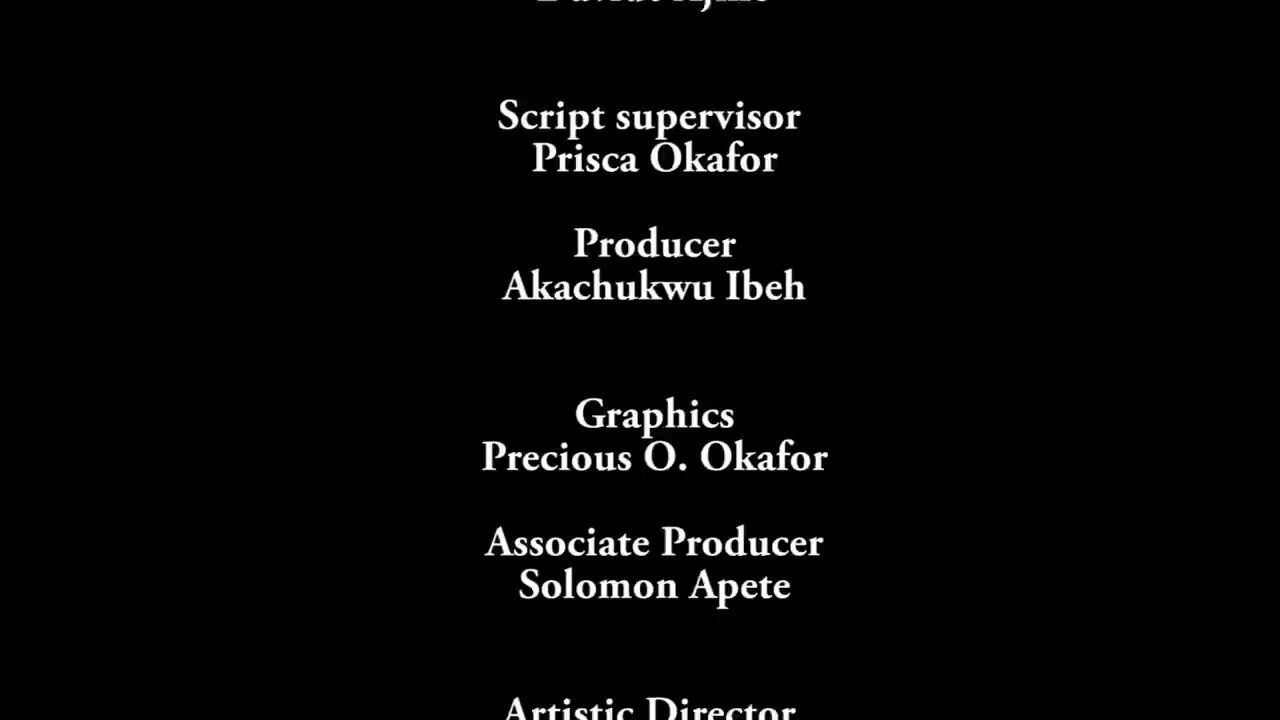 Script supervisor
Prisca Okafor
Producer
Akachukwu Ibeh
Graphics
Precious O. Okafor
Associate Producer
Solomon Apete
Artistic Director